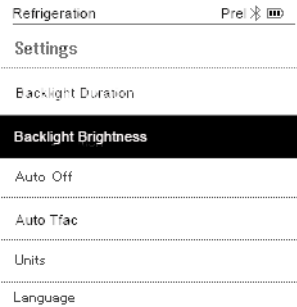 Refrigeration Prel
Settings
Backlight Duration
Backlight Brightness
Auto Off
Auto Tfac
Units
Language